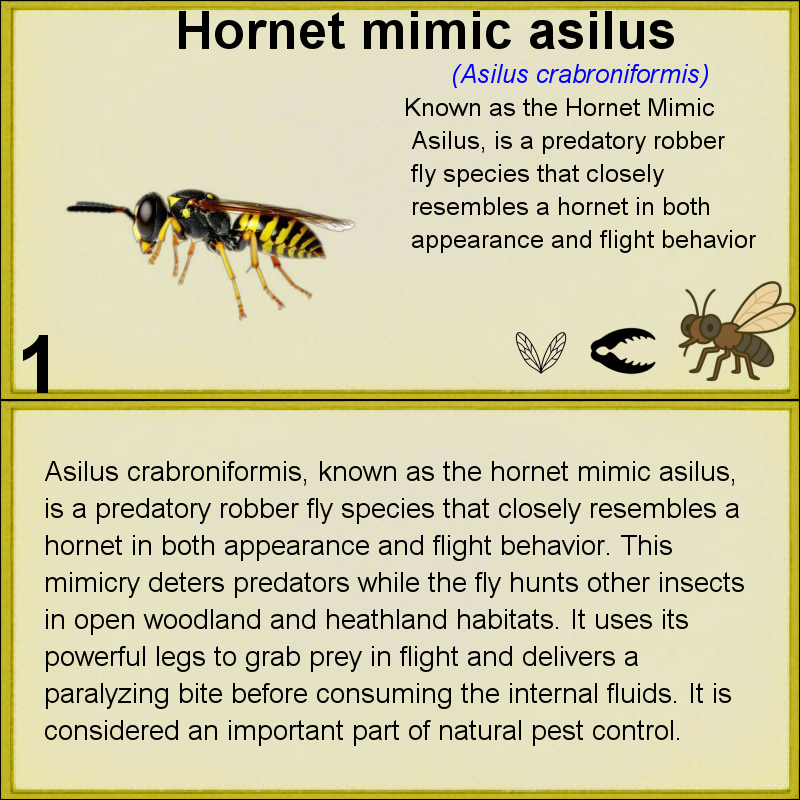 Hornet mimic asilus
(Asilus crabroniformis)
Known as the Hornet Mimic
Asilus, is a predatory robber
fly species that closely
resembles a hornet in both
appearance and flight behavior
1
Asilus crabroniformis, known as the hornet mimic asilus,
is a predatory robber fly species that closely resembles a
hornet in both appearance and flight behavior. This
mimicry deters predators while the fly hunts other insects
in open woodland and heathland habitats. It uses its
powerful legs to grab prey in flight and delivers a
paralyzing bite before consuming the internal fluids. It is
considered an important part of natural pest control.